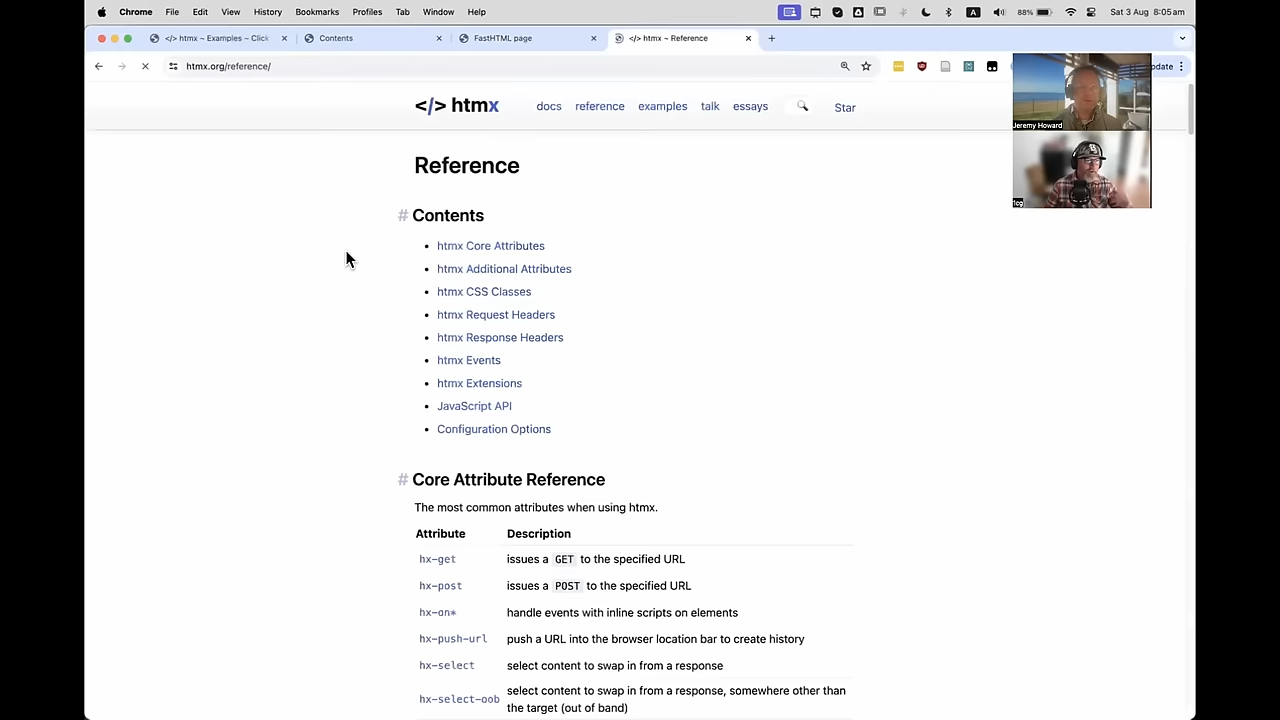 Chrome File Edit View History Bookmarks Profiles Tab Window Help A 88% Sat 3 Aug 8:05 am
</> htmx ~ Examples ~ Click Contents FastHTML page </> htmx ~ Reference
htmx.org/reference/ pdate
</> htmx docs reference examples talk essays Star
Jeremy Howard
Reference
# Contents
htmx Core Attributes
htmx Additional Attributes
htmx CSS Classes
htmx Request Headers
htmx Response Headers
htmx Events
htmx Extensions
JavaScript API
Configuration Options
# Core Attribute Reference
The most common attributes when using htmx.
Attribute Description
hx-get issues a GET to the specified URL
hx-post issues a POST to the specified URL
hx-on* handle events with inline scripts on elements
hx-push-url push a URL into the browser location bar to create history
hx-select select content to swap in from a response
hx-select-oob select content to swap in from a response, somewhere other than
the target (out of band)